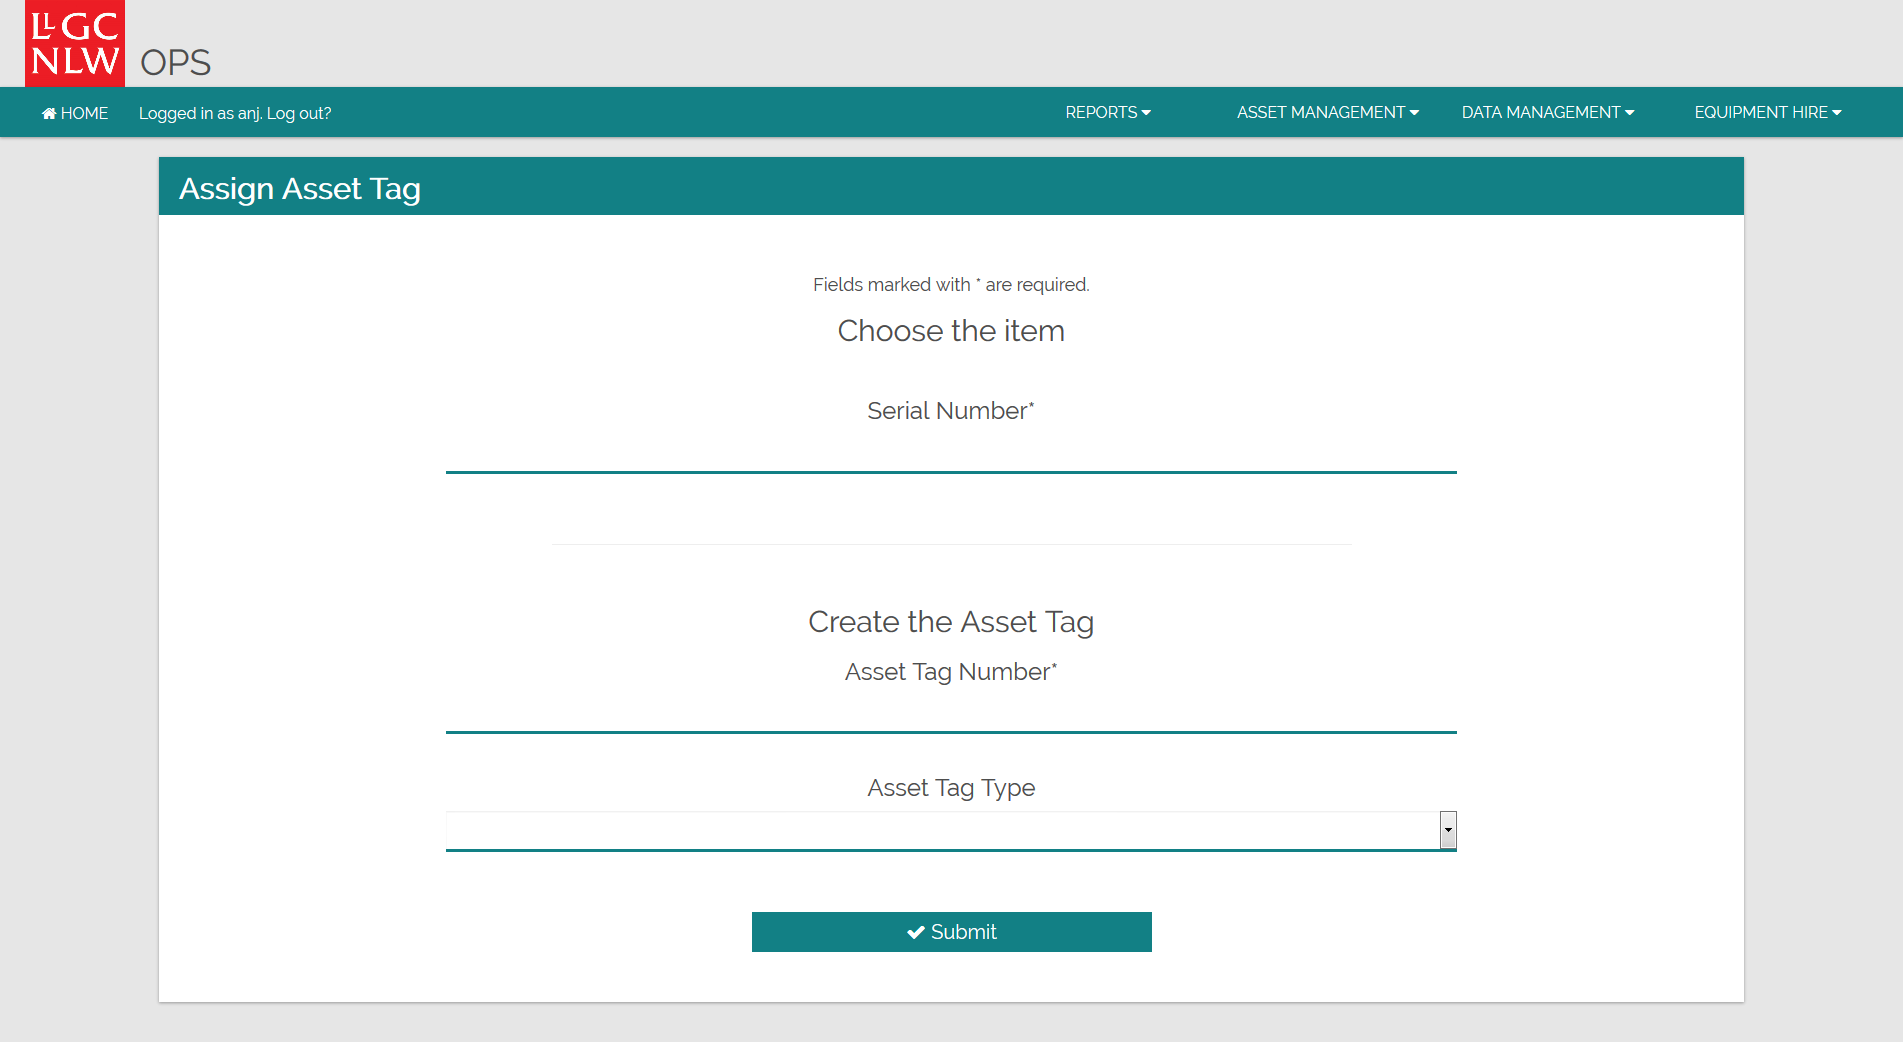 LLGC
NLW
OPS
HOME Logged in as anj. Log out? REPORTS ASSET MANAGEMENT DATA MANAGEMENT EQUIPMENT HIRE
Assign Asset Tag
Fields marked with * are required.
Choose the item
Serial Number*
Create the Asset Tag
Asset Tag Number*
Asset Tag Type
Submit